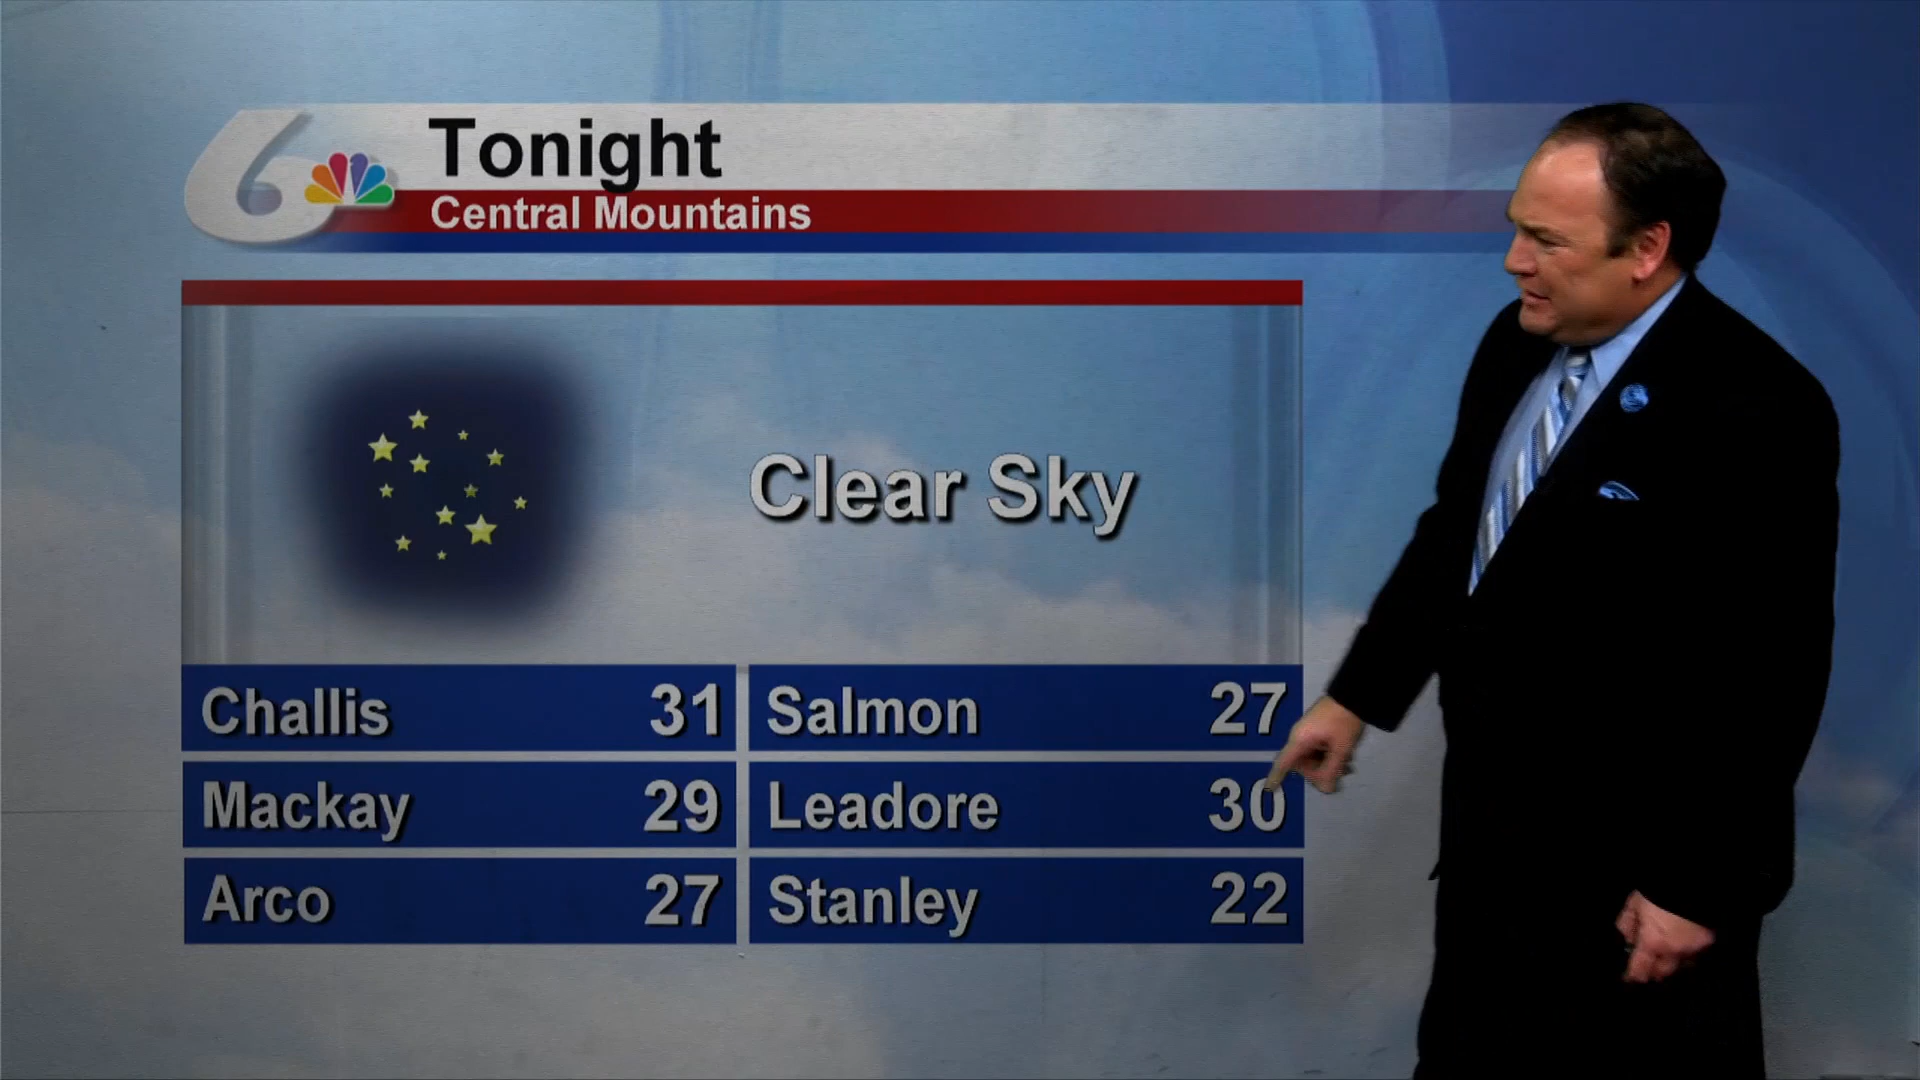 6
Tonight
Central Mountains
Clear Sky
Challis 31 Salmon 27
Mackay 29 Leadore 30
Arco 27 Stanley 22